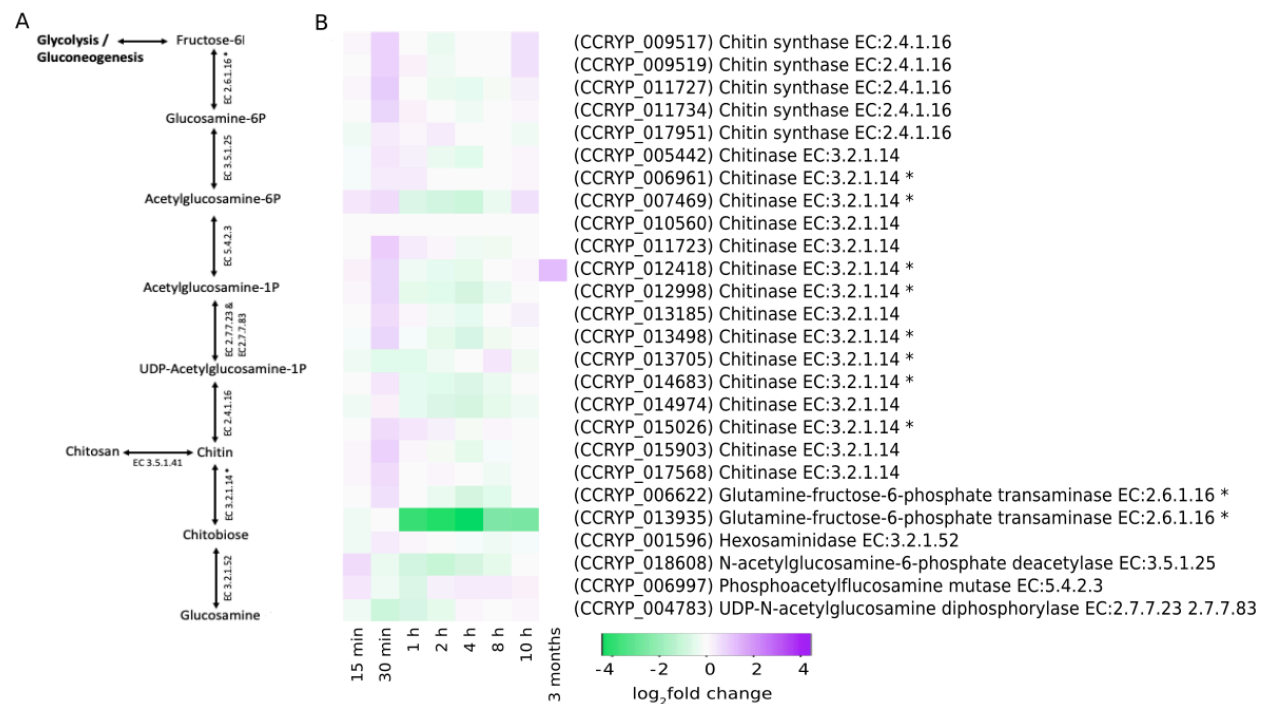 A
Glycolysis /
Gluconeogenesis
Fructose-6
EC 2.6.1.16 *
Glucosamine-6P
EC 3.5.1.25
Acetylglucosamine-6P
EC 5.4.2.3
Acetylglucosamine-1P
EC 2.7.7.23 &
EC2.7.7.83
UDP-Acetylglucosamine-1P
EC 2.4.1.16
Chitosan
EC 3.5.1.41
Chitin
EC 3.2.1.14 *
Chitobiose
EC 3.2.1.52
Glucosamine
B
(CCRYP_009517) Chitin synthase EC:2.4.1.16
(CCRYP_009519) Chitin synthase EC:2.4.1.16
(CCRYP_011727) Chitin synthase EC:2.4.1.16
(CCRYP_011734) Chitin synthase EC:2.4.1.16
(CCRYP_017951) Chitin synthase EC:2.4.1.16
(CCRYP_005442) Chitinase EC:3.2.1.14
(CCRYP_006961) Chitinase EC:3.2.1.14 *
(CCRYP_007469) Chitinase EC:3.2.1.14 *
(CCRYP_010560) Chitinase EC:3.2.1.14
(CCRYP_011723) Chitinase EC:3.2.1.14
(CCRYP_012418) Chitinase EC:3.2.1.14 *
(CCRYP_012998) Chitinase EC:3.2.1.14 *
(CCRYP_013185) Chitinase EC:3.2.1.14
(CCRYP_013498) Chitinase EC:3.2.1.14 *
(CCRYP_013705) Chitinase EC:3.2.1.14 *
(CCRYP_014683) Chitinase EC:3.2.1.14 *
(CCRYP_014974) Chitinase EC:3.2.1.14
(CCRYP_015026) Chitinase EC:3.2.1.14 *
(CCRYP_015903) Chitinase EC:3.2.1.14
(CCRYP_017568) Chitinase EC:3.2.1.14
(CCRYP_006622) Glutamine-fructose-6-phosphate transaminase EC:2.6.1.16 *
(CCRYP_013935) Glutamine-fructose-6-phosphate transaminase EC:2.6.1.16 *
(CCRYP_001596) Hexosaminidase EC:3.2.1.52
(CCRYP_018608) N-acetylglucosamine-6-phosphate deacetylase EC:3.5.1.25
(CCRYP_006997) Phosphoacetylflucosamine mutase EC:5.4.2.3
(CCRYP_004783) UDP-N-acetylglucosamine diphosphorylase EC:2.7.7.23 2.7.7.83
15 min
30 min
1 h
2 h
4 h
8 h
10 h
3 months
-4 -2 0 2 4
log2fold change